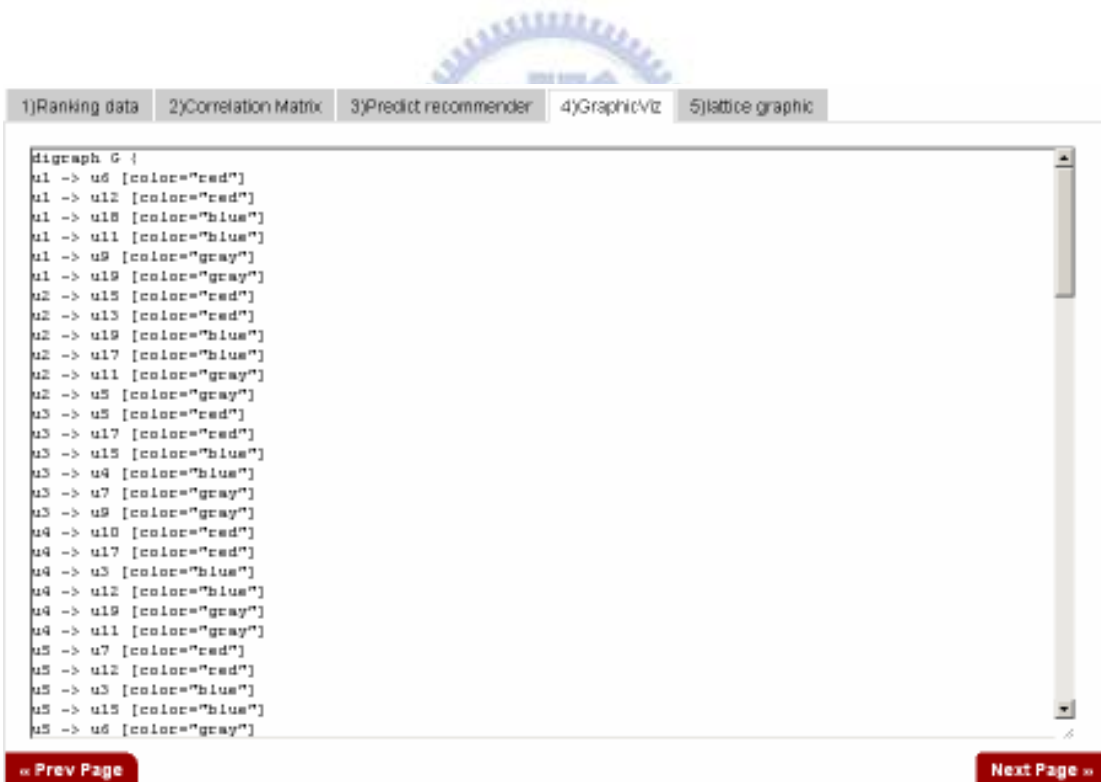 1)Ranking data 2)Correlation Matrix 3)Predict recommender 4)GraphicViz 5)lattice graphic
digraph G {
u1 -> u6 [color="red"]
u1 -> u12 [color="red"]
u1 -> u18 [color="blue"]
u1 -> u11 [color="blue"]
u1 -> u9 [color="gray"]
u1 -> u19 [color="gray"]
u2 -> u15 [color="red"]
u2 -> u13 [color="red"]
u2 -> u19 [color="blue"]
u2 -> u17 [color="blue"]
u2 -> u11 [color="gray"]
u2 -> u5 [color="gray"]
u3 -> u5 [color="red"]
u3 -> u17 [color="red"]
u3 -> u15 [color="blue"]
u3 -> u4 [color="blue"]
u3 -> u7 [color="gray"]
u3 -> u9 [color="gray"]
u4 -> u10 [color="red"]
u4 -> u17 [color="red"]
u4 -> u3 [color="blue"]
u4 -> u12 [color="blue"]
u4 -> u19 [color="gray"]
u4 -> u11 [color="gray"]
u5 -> u7 [color="red"]
u5 -> u12 [color="red"]
u5 -> u3 [color="blue"]
u5 -> u15 [color="blue"]
u5 -> u6 [color="gray"]
« Prev Page Next Page »